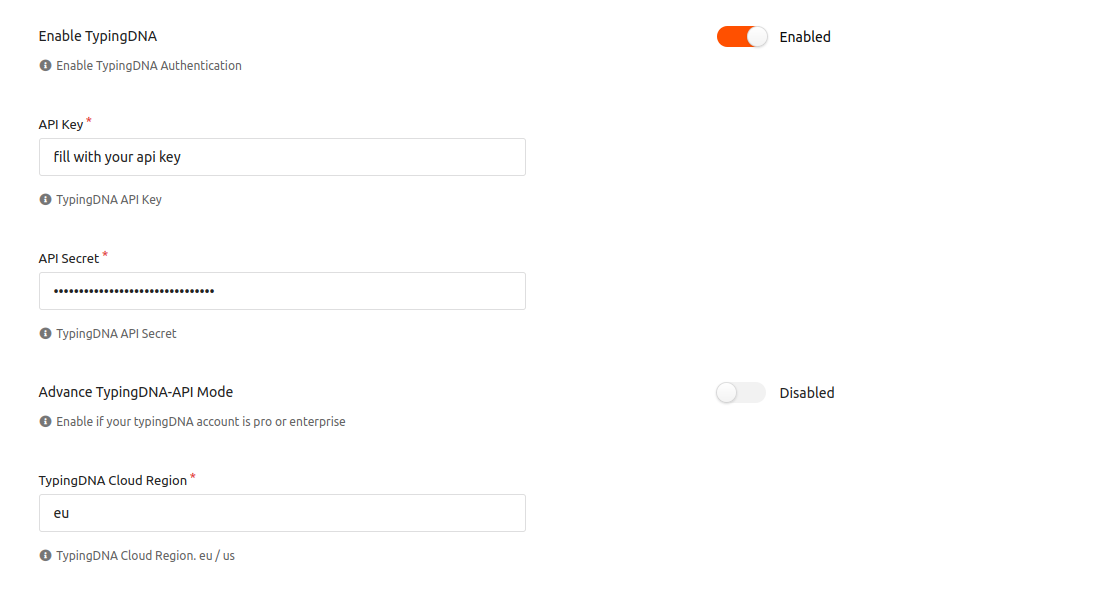 Enable TypingDNA
Enabled
Enable TypingDNA Authentication
API Key *
fill with your api key
TypingDNA API Key
API Secret *
••••••••••••••••••••••••••••••••
TypingDNA API Secret
Advance TypingDNA-API Mode
Disabled
Enable if your typingDNA account is pro or enterprise
TypingDNA Cloud Region *
eu
TypingDNA Cloud Region. eu / us